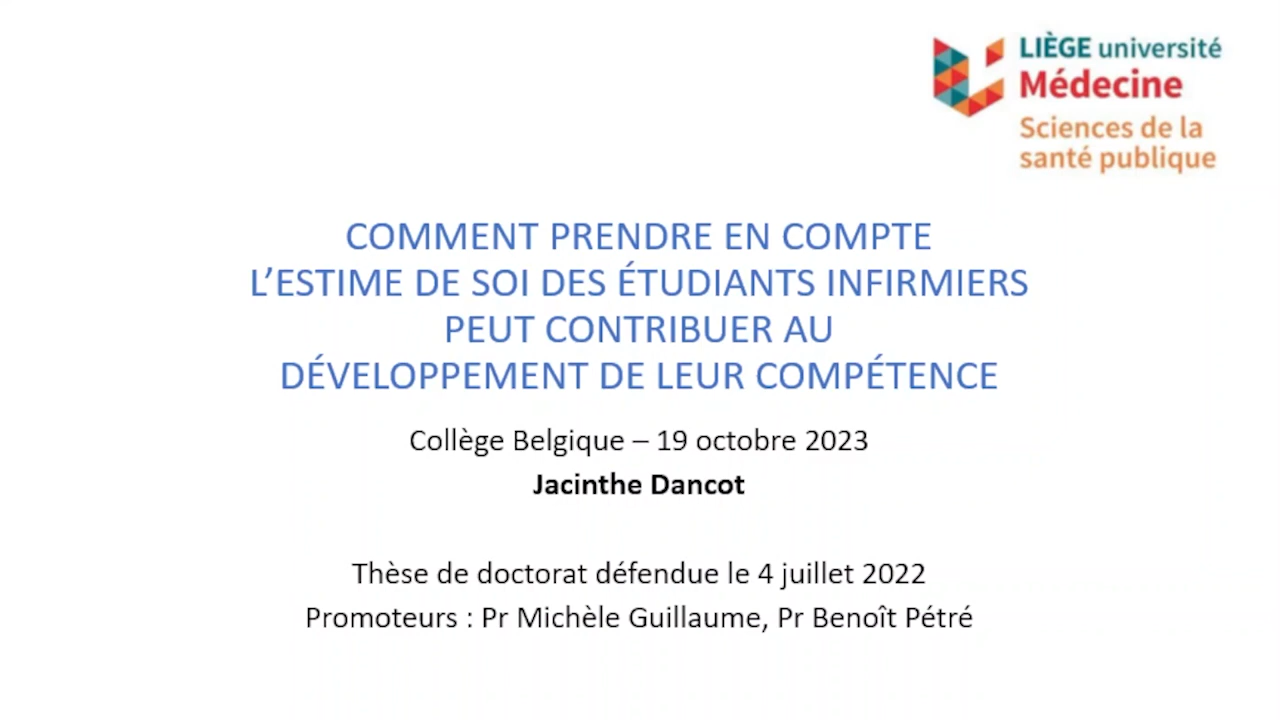 LIÈGE université
Médecine
Sciences de la
santé publique
COMMENT PRENDRE EN COMPTE
L’ESTIME DE SOI DES ÉTUDIANTS INFIRMIERS
PEUT CONTRIBUER AU
DÉVELOPPEMENT DE LEUR COMPÉTENCE
Collège Belgique – 19 octobre 2023
Jacinthe Dancot
Thèse de doctorat défendue le 4 juillet 2022
Promoteurs : Pr Michèle Guillaume, Pr Benoît Pétré